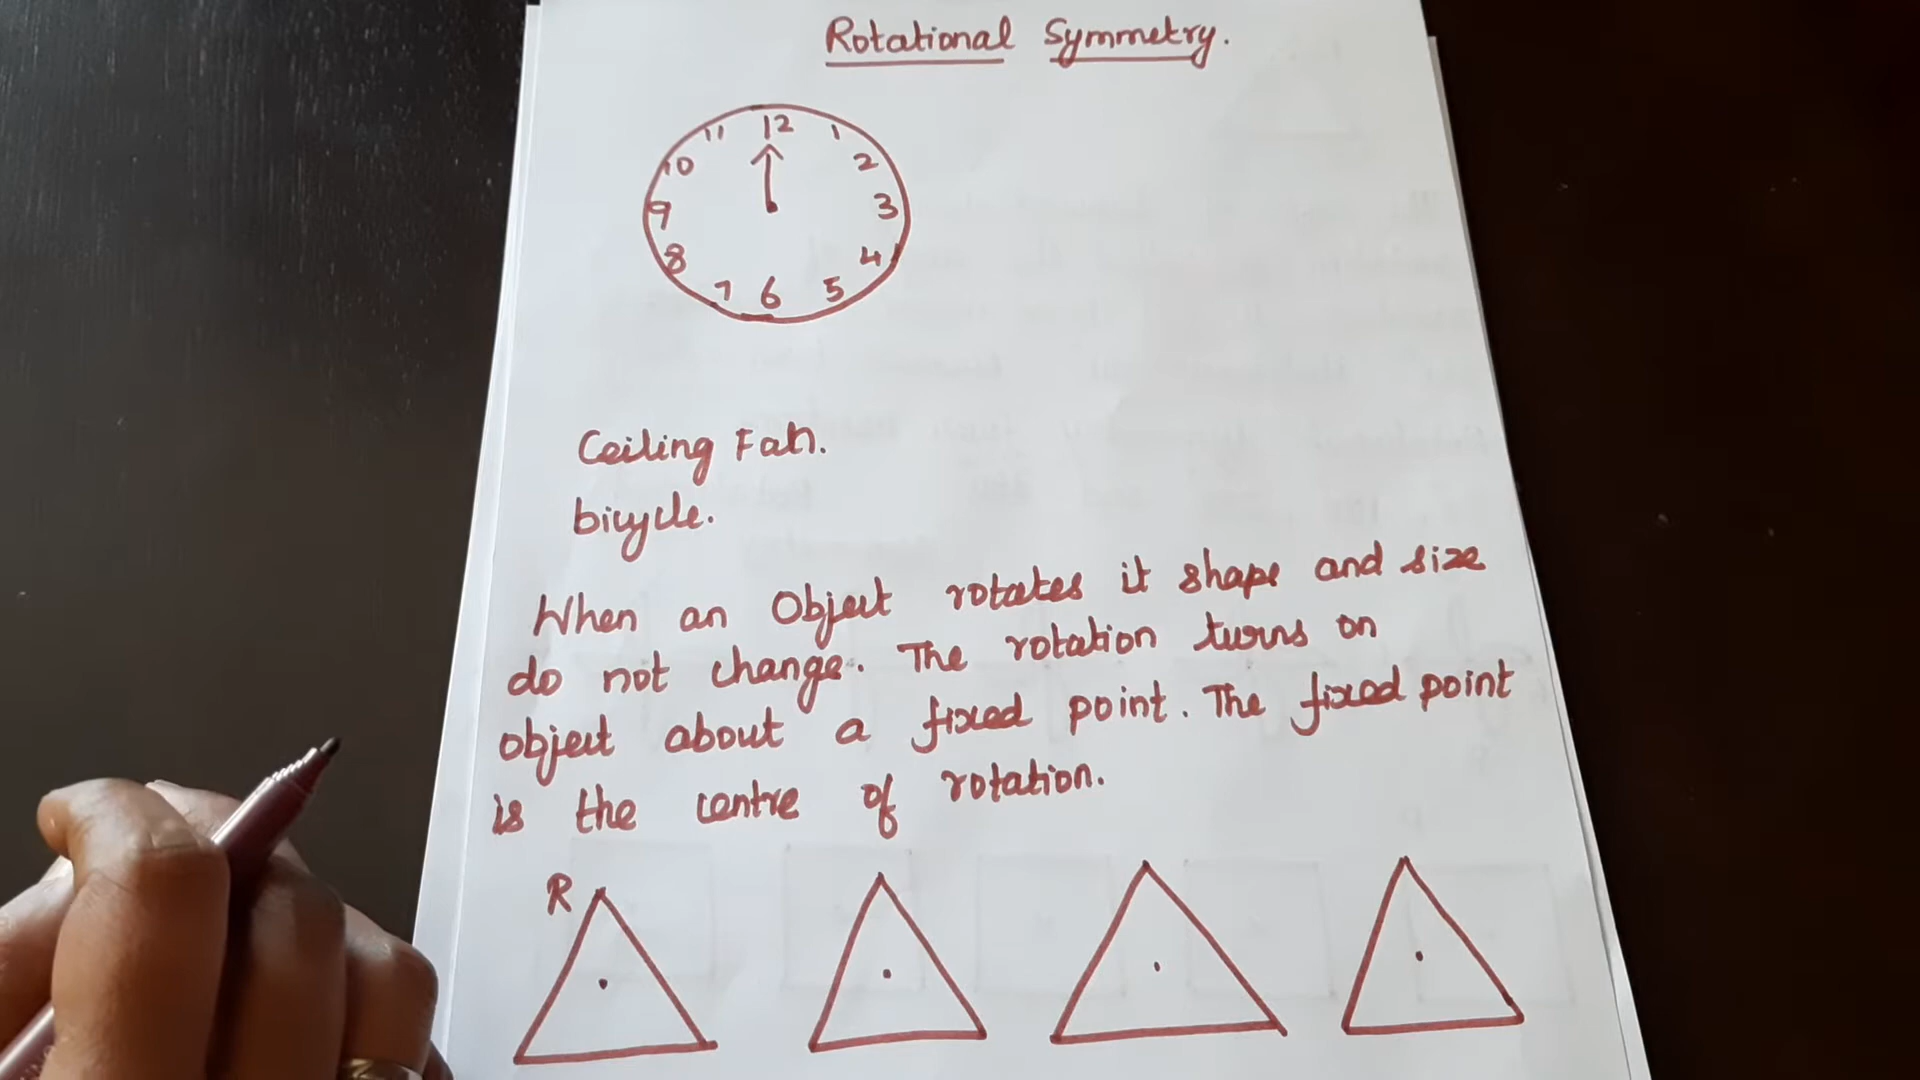 Rotational Symmetry.
11 12 1
10 2
9 3
8 4
7 6 5
Ceiling Fan.
bicycle.
When an Object rotates it shape and size
do not change. The rotation turns on
object about a fixed point. The fixed point
is the centre of rotation.
R